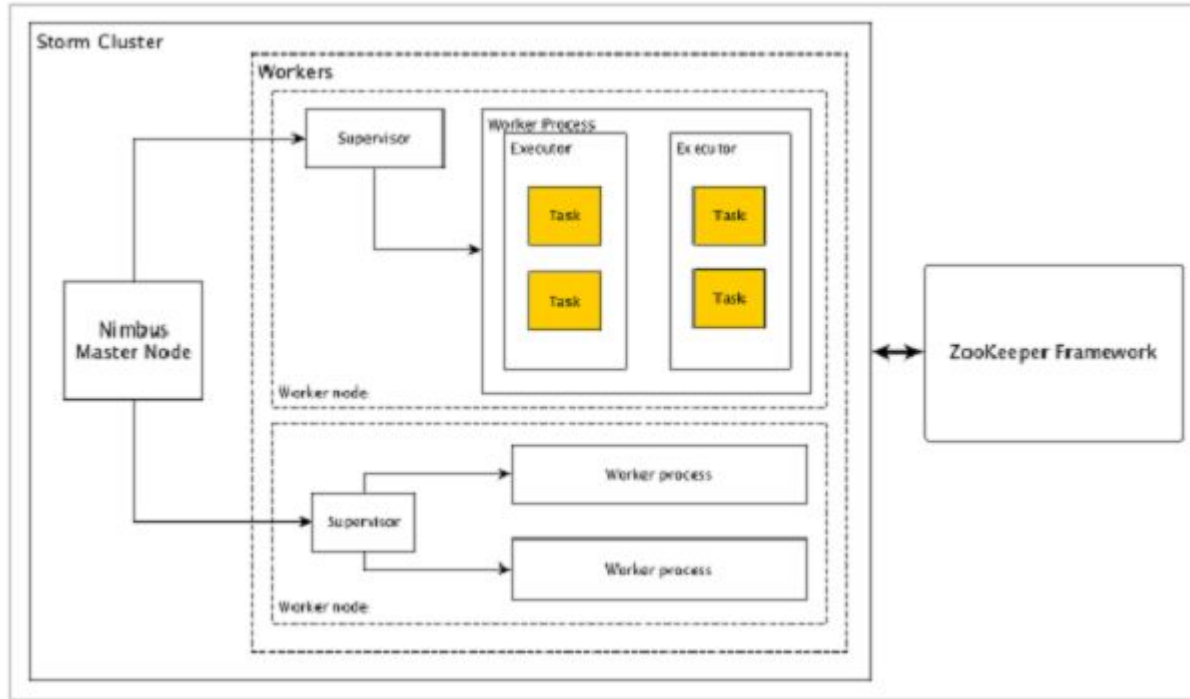 Storm Cluster
Workers
Supervisor
Worker Process
Executor
Executor
Task
Task
Task
Task
Worker node
Nimbus
Master Node
ZooKeeper Framework
Supervisor
Worker process
Worker process
Worker node